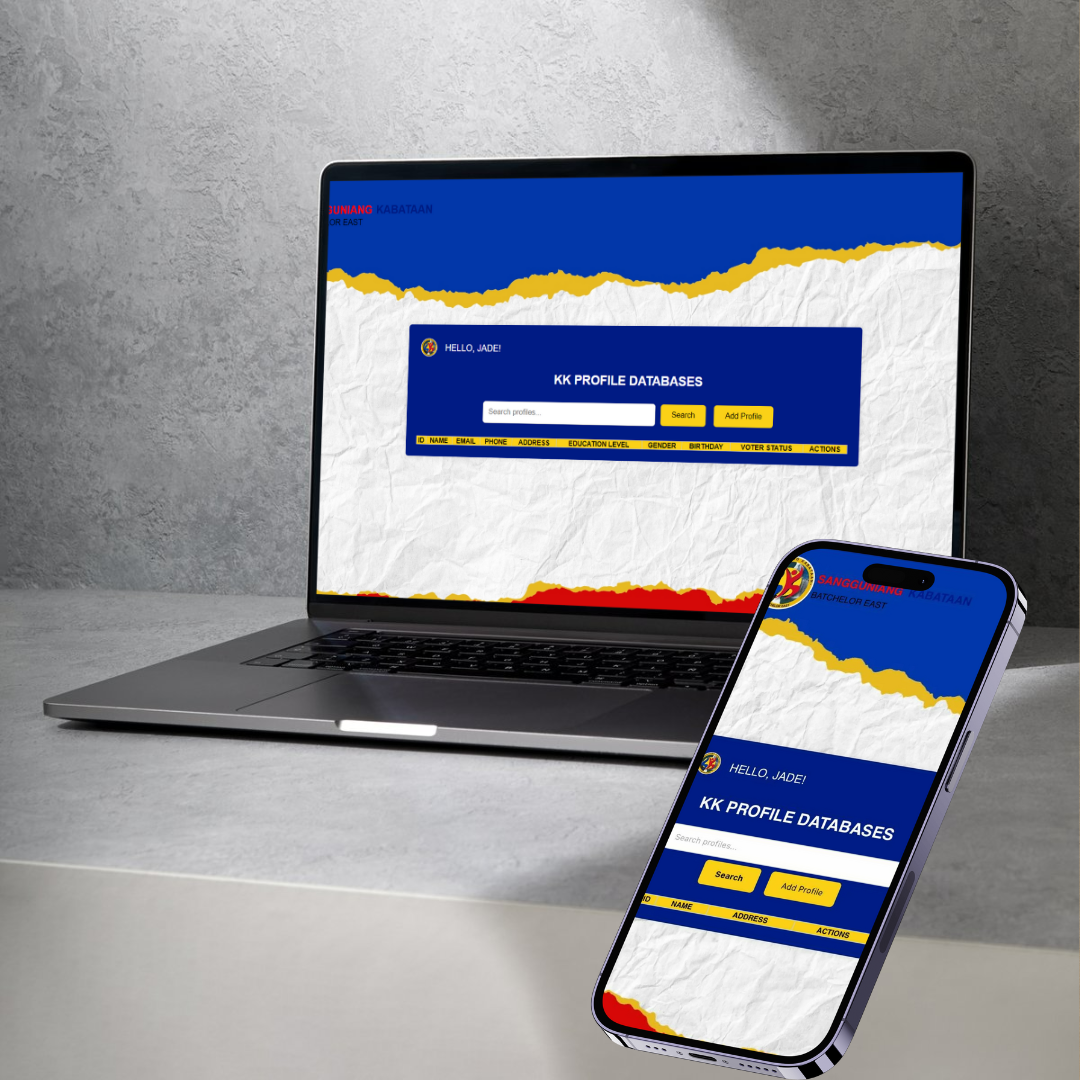 GUNIANG KABATAAN
OR EAST
HELLO, JADE!
KK PROFILE DATABASES
Search profiles...
Search
Add Profile
ID NAME EMAIL PHONE ADDRESS EDUCATION LEVEL GENDER BIRTHDAY VOTER STATUS ACTIONS
SANGGUNIANG KABATAAN
BATCHELOR EAST
HELLO, JADE!
KK PROFILE DATABASES
Search profiles...
Search
Add Profile
ID NAME ADDRESS ACTIONS